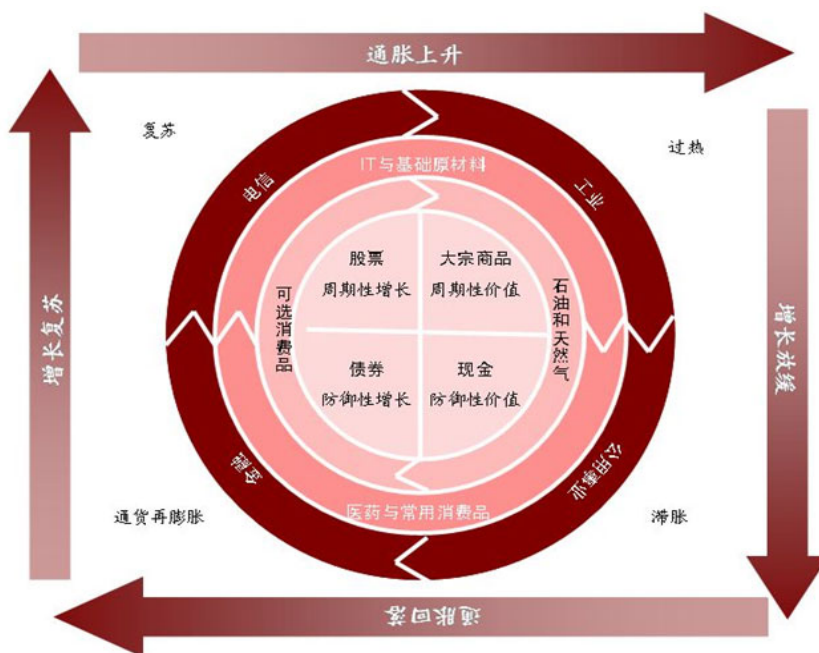 通胀上升
复苏
过热
电信
IT与基础原材料
工业
股票
周期性增长
大宗商品
周期性价值
增长复苏
可选消费品
石油和天然气
增长放缓
债券
防御性增长
现金
防御性价值
金融
公用事业
通货再膨胀
医药与常用消费品
滞胀
通胀回落